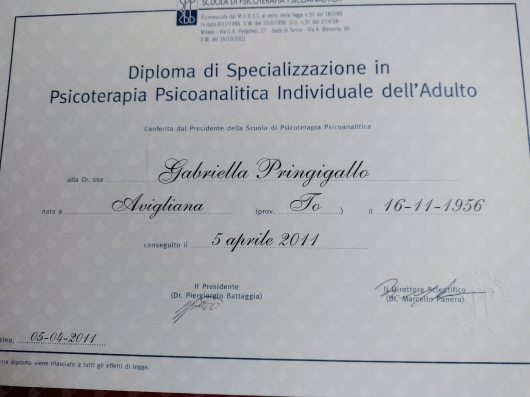 SPP
SCUOLA DI PSICOTERAPIA PSICOANALITICA
Diploma di Specializzazione in
Psicoterapia Psicoanalitica Individuale dell'Adulto
Conferito dal Presidente della Scuola di Psicoterapia Psicoanalitica
alla Dr. ssa Gabriella Pringigallo
nata a Avigliana (prov. To ) il 16-11-1956
conseguito il 5 aprile 2011
Il Presidente Il Direttore Scientifico
(Dr. Piergiorgio Battaggia) (Dr. Marcello Panero)
rino, 05-04-2011
nte diploma viene rilasciato a tutti gli effetti di legge.